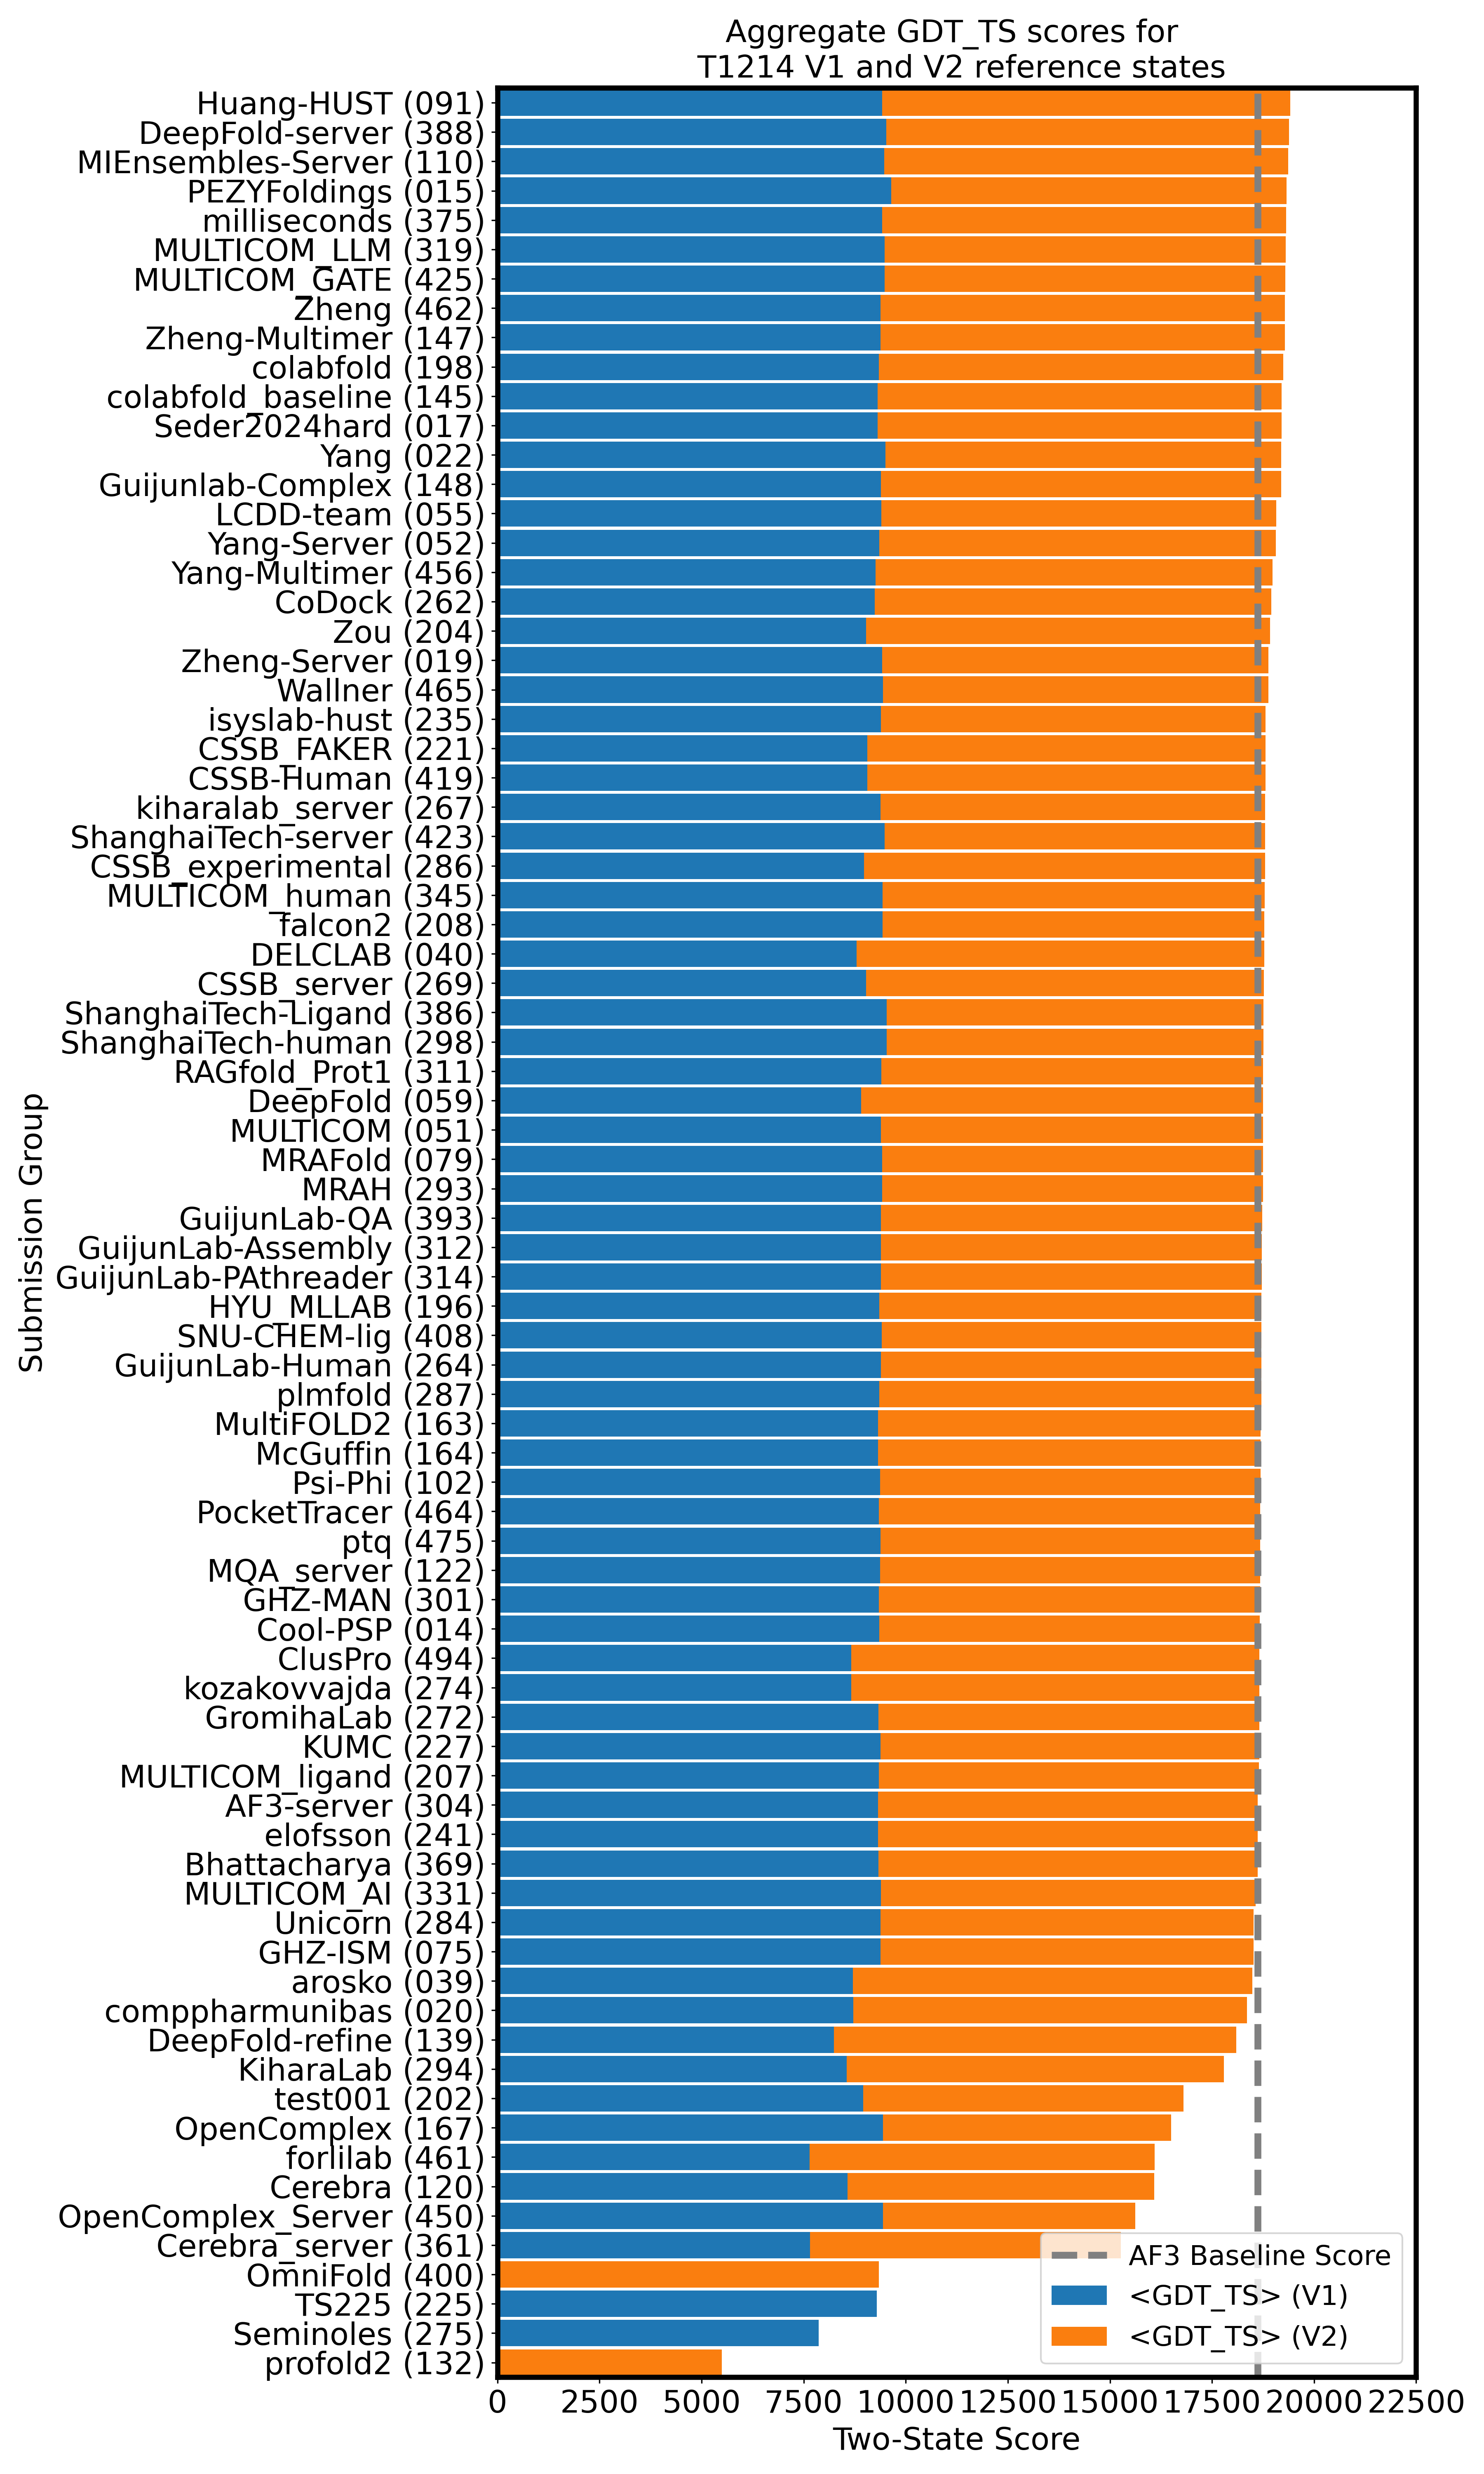 Aggregate GDT_TS scores for
T1214 V1 and V2 reference states
Submission Group
Huang-HUST (091)
DeepFold-server (388)
MIEnsembles-Server (110)
PEZYFoldings (015)
milliseconds (375)
MULTICOM_LLM (319)
MULTICOM_GATE (425)
Zheng (462)
Zheng-Multimer (147)
colabfold (198)
colabfold_baseline (145)
Seder2024hard (017)
Yang (022)
Guijunlab-Complex (148)
LCDD-team (055)
Yang-Server (052)
Yang-Multimer (456)
CoDock (262)
Zou (204)
Zheng-Server (019)
Wallner (465)
isyslab-hust (235)
CSSB_FAKER (221)
CSSB-Human (419)
kiharalab_server (267)
ShanghaiTech-server (423)
CSSB_experimental (286)
MULTICOM_human (345)
falcon2 (208)
DELCLAB (040)
CSSB_server (269)
ShanghaiTech-Ligand (386)
ShanghaiTech-human (298)
RAGfold_Prot1 (311)
DeepFold (059)
MULTICOM (051)
MRAFold (079)
MRAH (293)
GuijunLab-QA (393)
GuijunLab-Assembly (312)
GuijunLab-PAthreader (314)
HYU_MLLAB (196)
SNU-CHEM-lig (408)
GuijunLab-Human (264)
plmfold (287)
MultiFOLD2 (163)
McGuffin (164)
Psi-Phi (102)
PocketTracer (464)
ptq (475)
MQA_server (122)
GHZ-MAN (301)
Cool-PSP (014)
ClusPro (494)
kozakovvajda (274)
GromihaLab (272)
KUMC (227)
MULTICOM_ligand (207)
AF3-server (304)
elofsson (241)
Bhattacharya (369)
MULTICOM_AI (331)
Unicorn (284)
GHZ-ISM (075)
arosko (039)
comppharmunibas (020)
DeepFold-refine (139)
KiharaLab (294)
test001 (202)
OpenComplex (167)
forlilab (461)
Cerebra (120)
OpenComplex_Server (450)
Cerebra_server (361)
OmniFold (400)
TS225 (225)
Seminoles (275)
profold2 (132)
AF3 Baseline Score
<GDT_TS> (V1)
<GDT_TS> (V2)
0 2500 5000 7500 10000 12500 15000 17500 20000 22500
Two-State Score